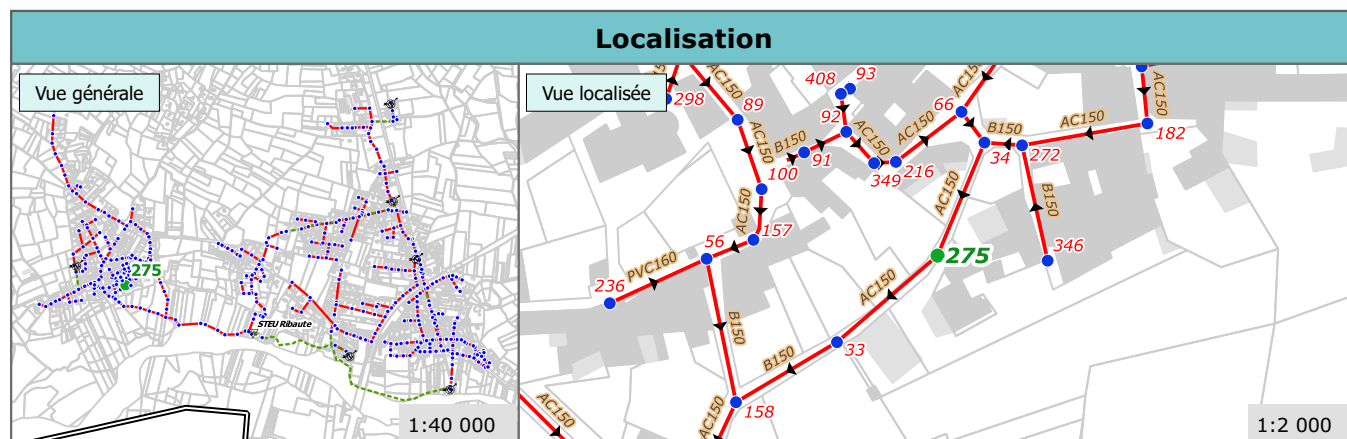 Localisation
Vue générale
275
STEU Ribaute
1:40 000
Vue localisée
298
AC150
89
AC150
100
AC150
157
56
PVC160
236
B150
158
AC150
AC150
408
93
92
B150
91
AC150
349
216
AC150
66
AC150
B150
34
272
AC150
182
AC150
AC150
B150
346
275
AC150
33
B150
1:2 000